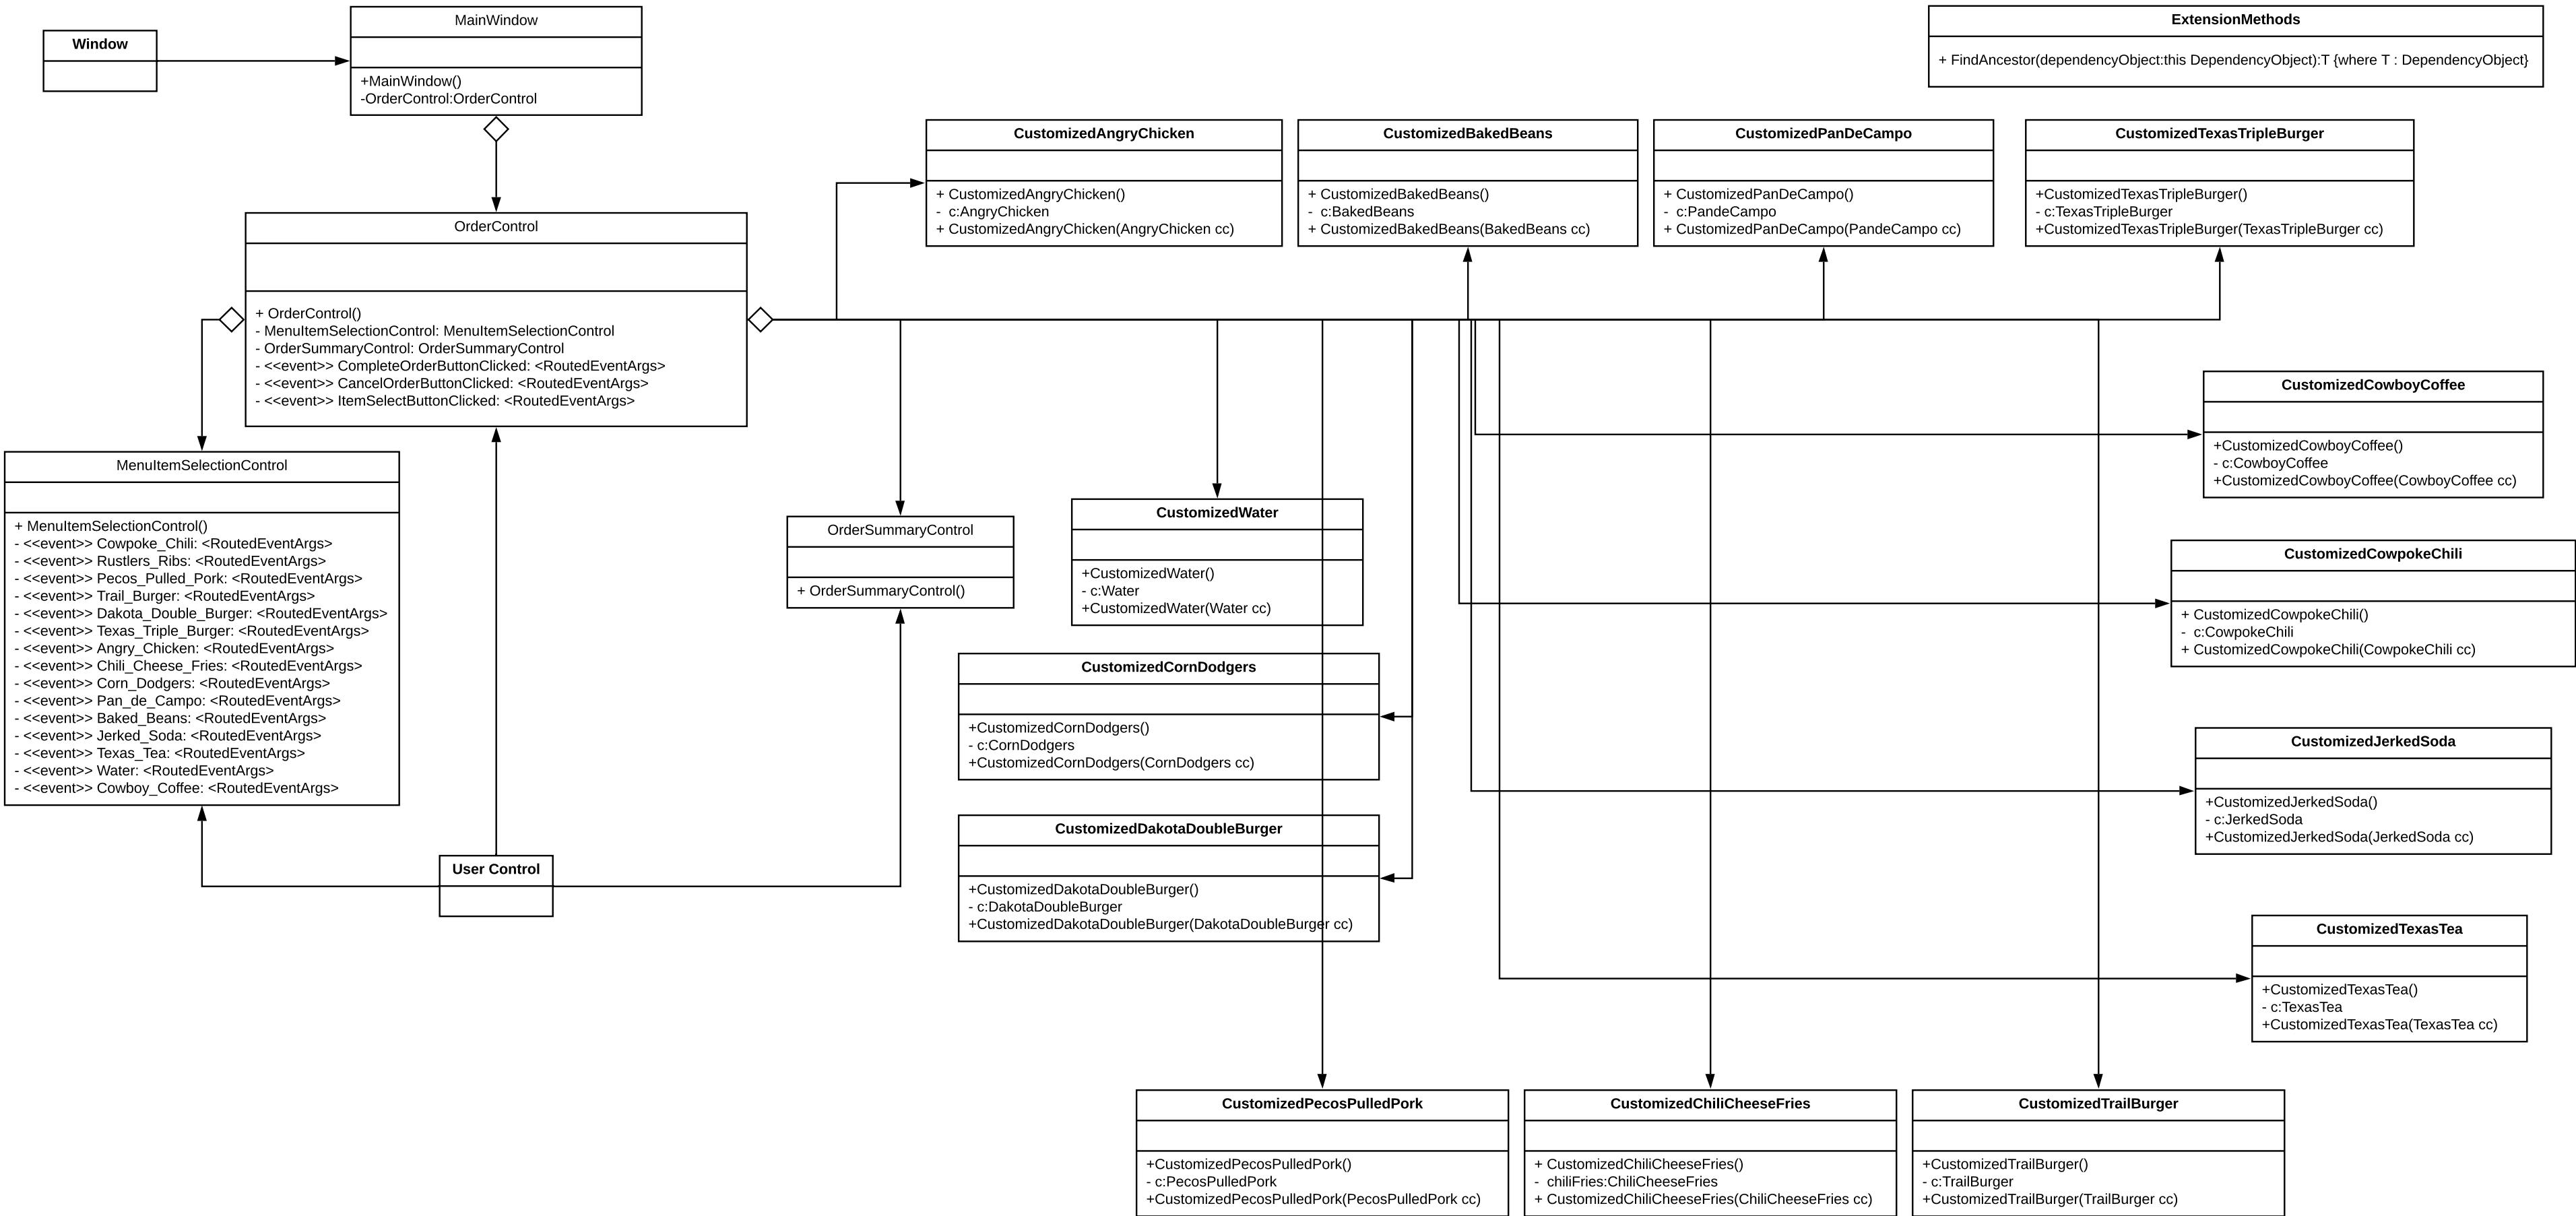 Window
MainWindow
+MainWindow()
-OrderControl:OrderControl
ExtensionMethods
+ FindAncestor(dependencyObject:this DependencyObject):T {where T : DependencyObject}
CustomizedAngryChicken
+ CustomizedAngryChicken()
- c:AngryChicken
+ CustomizedAngryChicken(AngryChicken cc)
CustomizedBakedBeans
+ CustomizedBakedBeans()
- c:BakedBeans
+ CustomizedBakedBeans(BakedBeans cc)
CustomizedPanDeCampo
+ CustomizedPanDeCampo()
- c:PandeCampo
+ CustomizedPanDeCampo(PandeCampo cc)
CustomizedTexasTripleBurger
+CustomizedTexasTripleBurger()
- c:TexasTripleBurger
+CustomizedTexasTripleBurger(TexasTripleBurger cc)
OrderControl
+ OrderControl()
- MenuItemSelectionControl: MenuItemSelectionControl
- OrderSummaryControl: OrderSummaryControl
- <<event>> CompleteOrderButtonClicked: <RoutedEventArgs>
- <<event>> CancelOrderButtonClicked: <RoutedEventArgs>
- <<event>> ItemSelectButtonClicked: <RoutedEventArgs>
CustomizedCowboyCoffee
+CustomizedCowboyCoffee()
- c:CowboyCoffee
+CustomizedCowboyCoffee(CowboyCoffee cc)
MenuItemSelectionControl
+ MenuItemSelectionControl()
- <<event>> Cowpoke_Chili: <RoutedEventArgs>
- <<event>> Rustlers_Ribs: <RoutedEventArgs>
- <<event>> Pecos_Pulled_Pork: <RoutedEventArgs>
- <<event>> Trail_Burger: <RoutedEventArgs>
- <<event>> Dakota_Double_Burger: <RoutedEventArgs>
- <<event>> Texas_Triple_Burger: <RoutedEventArgs>
- <<event>> Angry_Chicken: <RoutedEventArgs>
- <<event>> Chili_Cheese_Fries: <RoutedEventArgs>
- <<event>> Corn_Dodgers: <RoutedEventArgs>
- <<event>> Pan_de_Campo: <RoutedEventArgs>
- <<event>> Baked_Beans: <RoutedEventArgs>
- <<event>> Jerked_Soda: <RoutedEventArgs>
- <<event>> Texas_Tea: <RoutedEventArgs>
- <<event>> Water: <RoutedEventArgs>
- <<event>> Cowboy_Coffee: <RoutedEventArgs>
OrderSummaryControl
+ OrderSummaryControl()
CustomizedWater
+CustomizedWater()
- c:Water
+CustomizedWater(Water cc)
CustomizedCowpokeChili
+ CustomizedCowpokeChili()
- c:CowpokeChili
+ CustomizedCowpokeChili(CowpokeChili cc)
CustomizedCornDodgers
+CustomizedCornDodgers()
- c:CornDodgers
+CustomizedCornDodgers(CornDodgers cc)
CustomizedJerkedSoda
+CustomizedJerkedSoda()
- c:JerkedSoda
+CustomizedJerkedSoda(JerkedSoda cc)
CustomizedDakotaDoubleBurger
+CustomizedDakotaDoubleBurger()
- c:DakotaDoubleBurger
+CustomizedDakotaDoubleBurger(DakotaDoubleBurger cc)
User Control
CustomizedTexasTea
+CustomizedTexasTea()
- c:TexasTea
+CustomizedTexasTea(TexasTea cc)
CustomizedPecosPulledPork
+CustomizedPecosPulledPork()
- c:PecosPulledPork
+CustomizedPecosPulledPork(PecosPulledPork cc)
CustomizedChiliCheeseFries
+ CustomizedChiliCheeseFries()
- chiliFries:ChiliCheeseFries
+ CustomizedChiliCheeseFries(ChiliCheeseFries cc)
CustomizedTrailBurger
+CustomizedTrailBurger()
- c:TrailBurger
+CustomizedTrailBurger(TrailBurger cc)